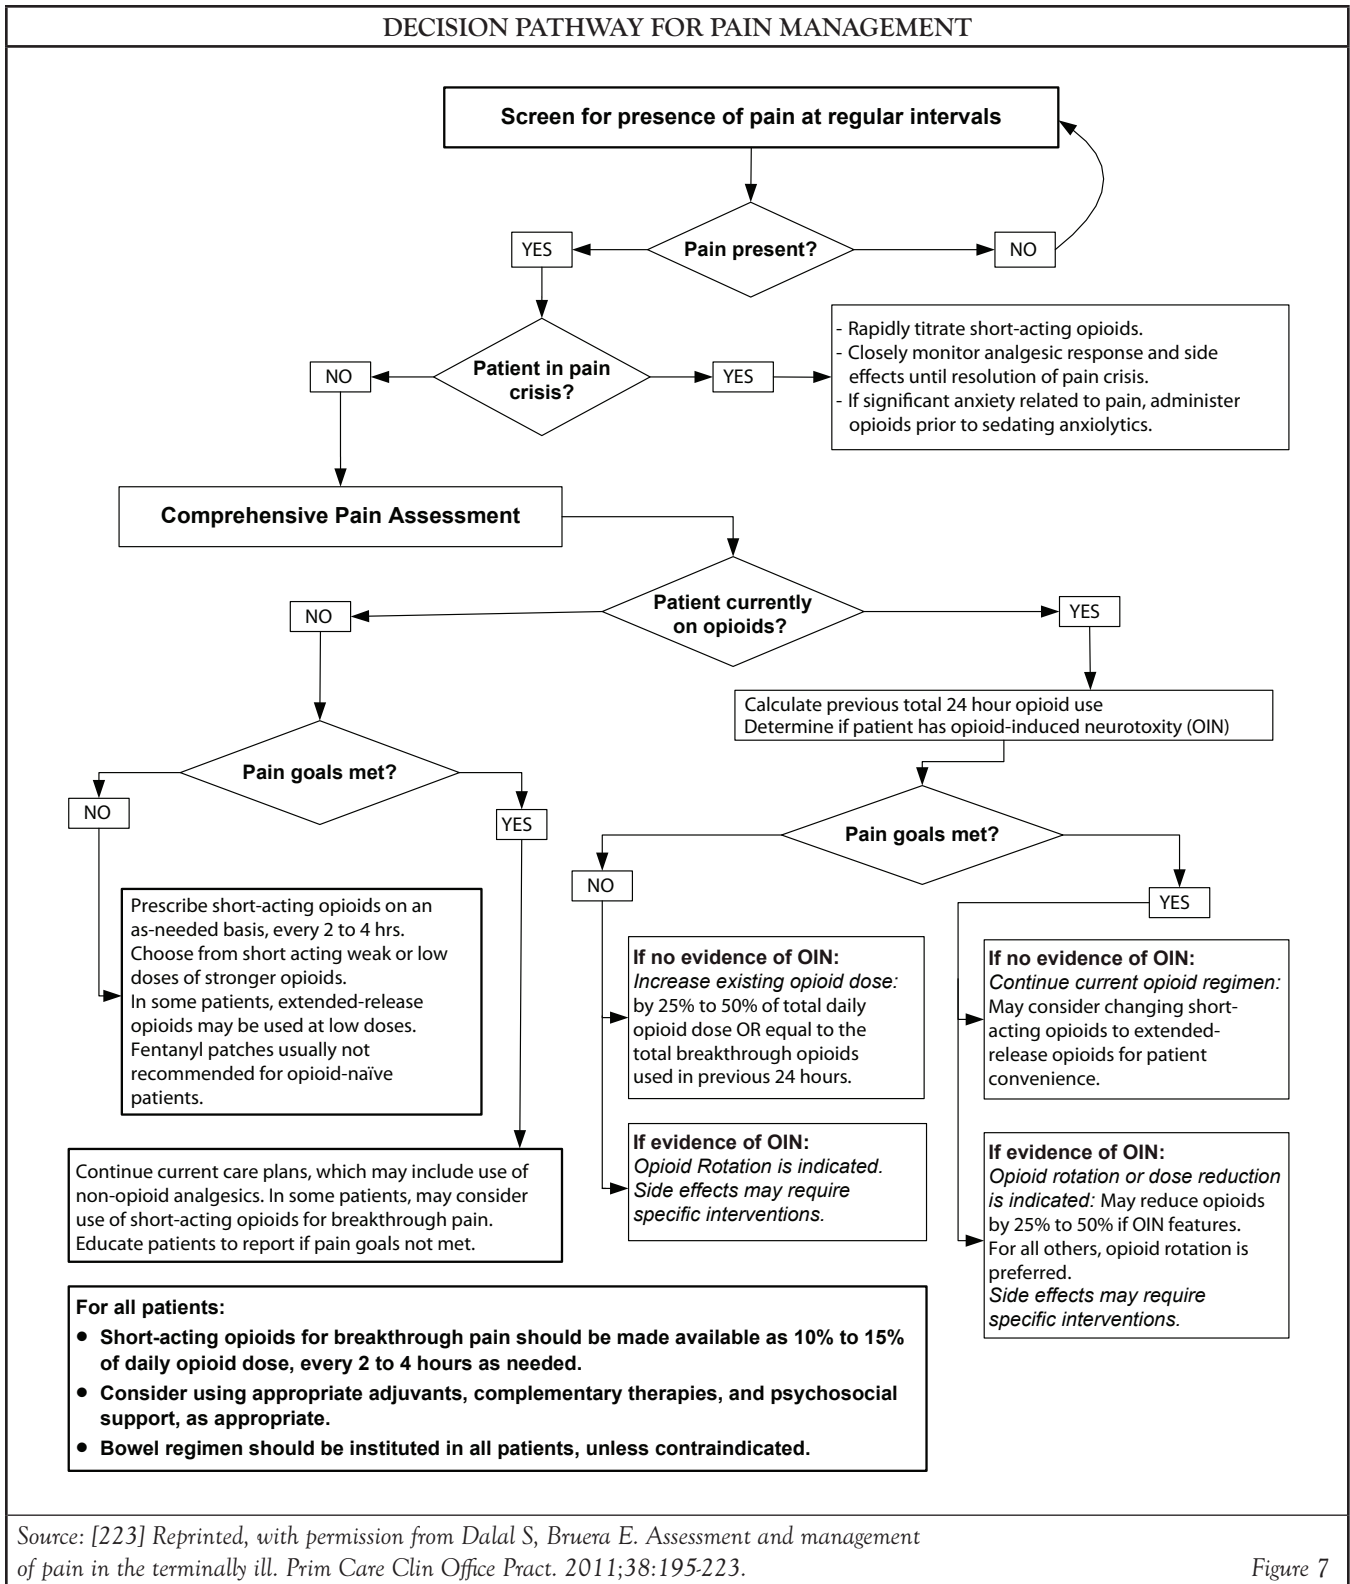 DECISION PATHWAY FOR PAIN MANAGEMENT
Screen for presence of pain at regular intervals
YES
Pain present?
NO
- Rapidly titrate short-acting opioids.
- Closely monitor analgesic response and side
effects until resolution of pain crisis.
- If significant anxiety related to pain, administer
opioids prior to sedating anxiolytics.
NO
Patient in pain
crisis?
YES
Comprehensive Pain Assessment
NO
Patient currently
on opioids?
YES
Calculate previous total 24 hour opioid use
Determine if patient has opioid-induced neurotoxity (OIN)
Pain goals met?
NO
YES
Pain goals met?
NO
YES
Prescribe short-acting opioids on an
as-needed basis, every 2 to 4 hrs.
Choose from short acting weak or low
doses of stronger opioids.
In some patients, extended-release
opioids may be used at low doses.
Fentanyl patches usually not
recommended for opioid-naïve
patients.
If no evidence of OIN:
Increase existing opioid dose:
by 25% to 50% of total daily
opioid dose OR equal to the
total breakthrough opioids
used in previous 24 hours.
If no evidence of OIN:
Continue current opioid regimen:
May consider changing short-
acting opioids to extended-
release opioids for patient
convenience.
If evidence of OIN:
Opioid Rotation is indicated.
Side effects may require
specific interventions.
If evidence of OIN:
Opioid rotation or dose reduction
is indicated: May reduce opioids
by 25% to 50% if OIN features.
For all others, opioid rotation is
preferred.
Side effects may require
specific interventions.
Continue current care plans, which may include use of
non-opioid analgesics. In some patients, may consider
use of short-acting opioids for breakthrough pain.
Educate patients to report if pain goals not met.
For all patients:
• Short-acting opioids for breakthrough pain should be made available as 10% to 15%
of daily opioid dose, every 2 to 4 hours as needed.
• Consider using appropriate adjuvants, complementary therapies, and psychosocial
support, as appropriate.
• Bowel regimen should be instituted in all patients, unless contraindicated.
Source: [223] Reprinted, with permission from Dalal S, Bruera E. Assessment and management
of pain in the terminally ill. Prim Care Clin Office Pract. 2011;38:195-223.
Figure 7